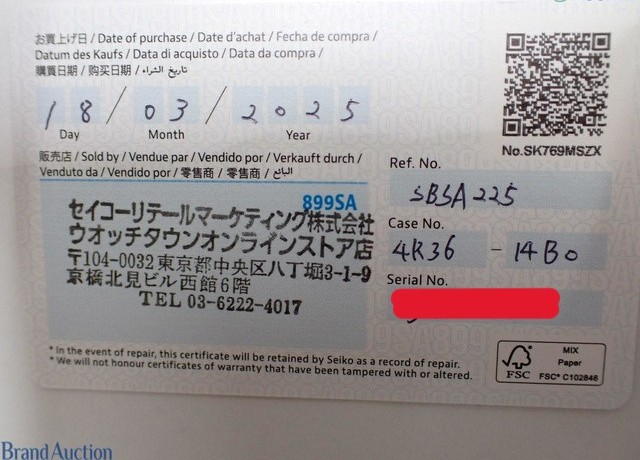 お買上げ日 / Date of purchase / Date d'achat / Fecha de compra /
Datum des Kaufs / Data di acquisto / Data da compra /
購買日期 / 购买日期 / تاريخ الشراء /
18 / 03 / 2025
Day Month Year
No.SK769MSZX
販売店 / Sold by / Vendue par / Vendido por / Verkauft durch /
Venduto da / Vendido por / 零售商 / 零售商 / البائع /
899SA
セイコーリテールマーケティング株式会社
ウオッチタウンオンラインストア店
〒104-0032 東京都中央区八丁堀3-1-9
京橋北見ビル西館6階
TEL 03-6222-4017
Ref. No.
SBSA225
Case No.
4R36 - 14B0
Serial No.
* In the event of repair, this certificate will be retained by Seiko as a record of repair.
* We will not honour certificates of warranty that have been tampered with or altered.
FSC
MIX
Paper
FSC® C102846
BrandAuction